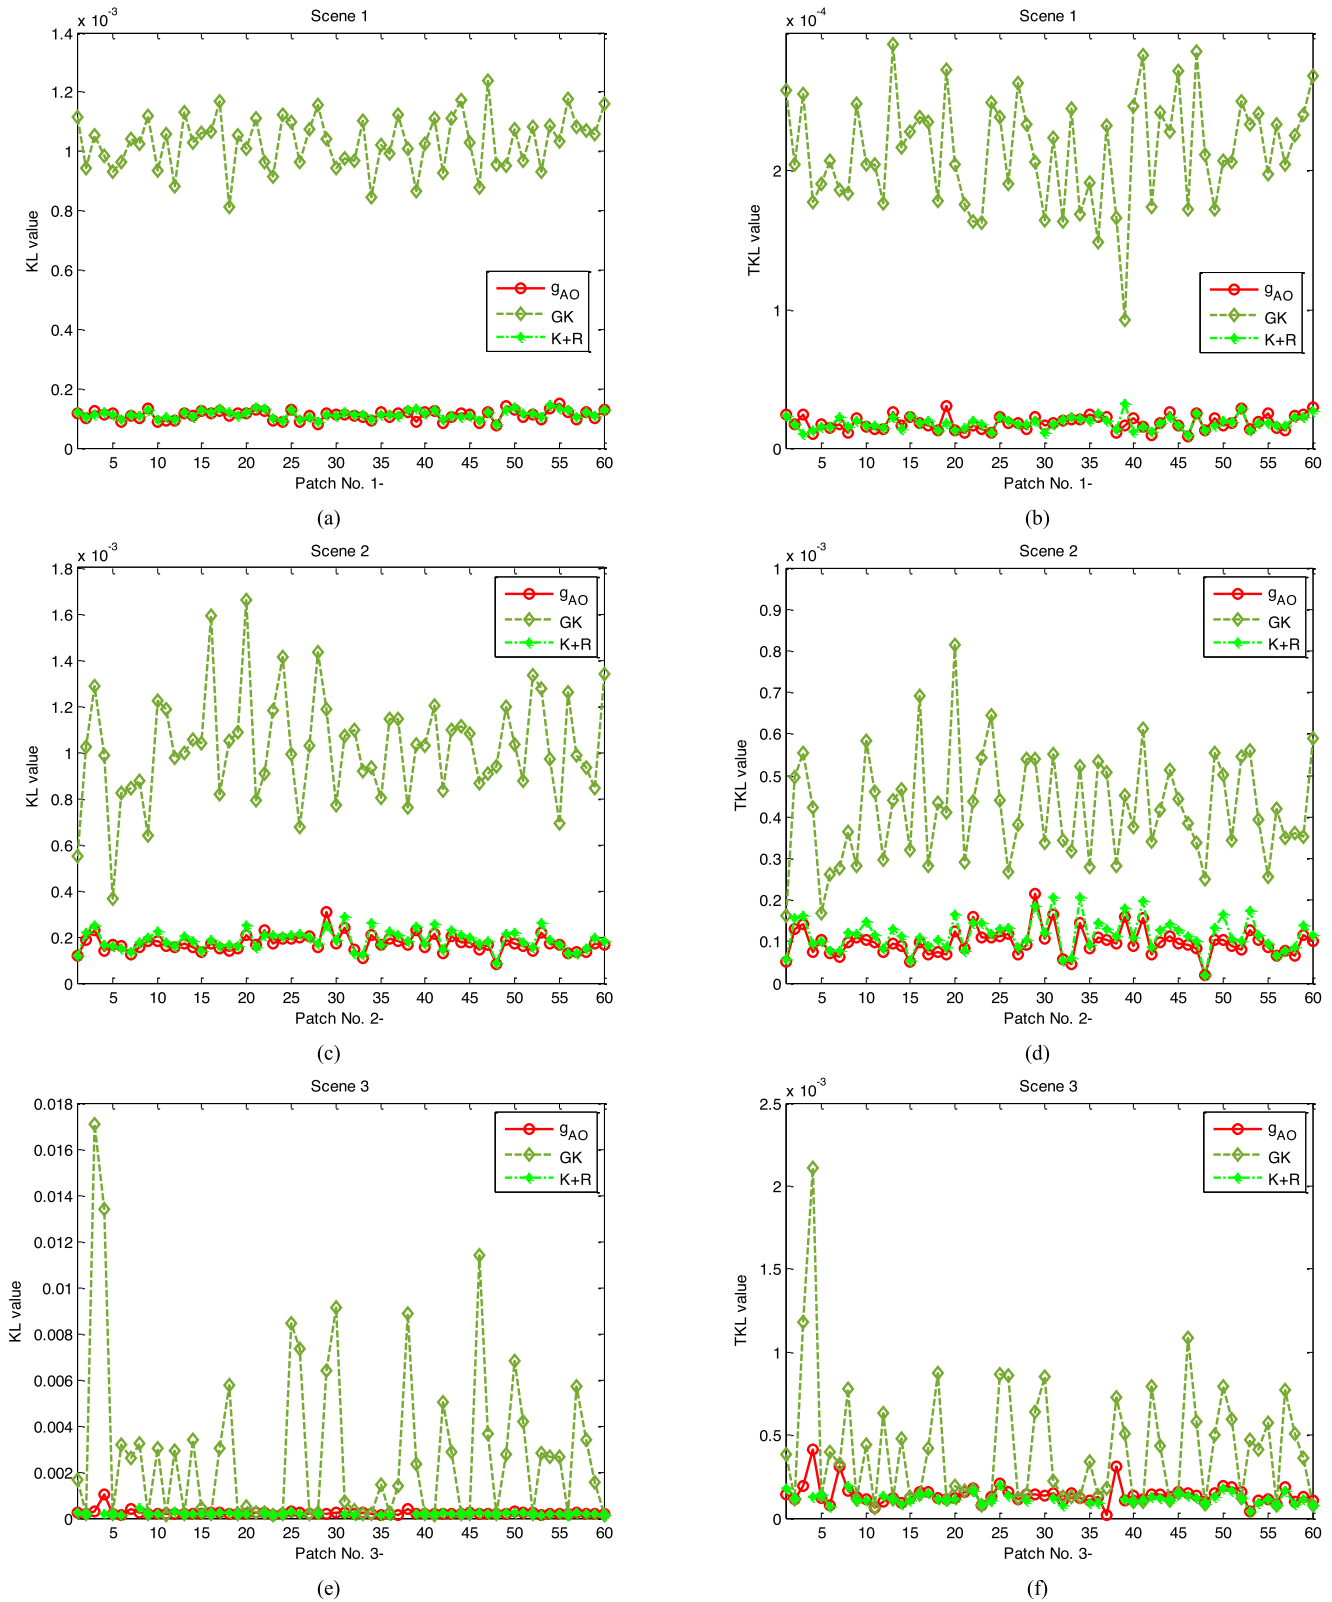 Scene 1
x 10^-3
1.4
1.2
1
0.8
0.6
0.4
0.2
0
KL value
g_AO
GK
K+R
5 10 15 20 25 30 35 40 45 50 55 60
Patch No. 1-
(a)
Scene 1
x 10^-4
2
1
0
TKL value
g_AO
GK
K+R
5 10 15 20 25 30 35 40 45 50 55 60
Patch No. 1-
(b)
Scene 2
x 10^-3
1.8
1.6
1.4
1.2
1
0.8
0.6
0.4
0.2
0
KL value
g_AO
GK
K+R
5 10 15 20 25 30 35 40 45 50 55 60
Patch No. 2-
(c)
Scene 2
x 10^-3
1
0.9
0.8
0.7
0.6
0.5
0.4
0.3
0.2
0.1
0
TKL value
g_AO
GK
K+R
5 10 15 20 25 30 35 40 45 50 55 60
Patch No. 2-
(d)
Scene 3
0.018
0.016
0.014
0.012
0.01
0.008
0.006
0.004
0.002
0
KL value
g_AO
GK
K+R
5 10 15 20 25 30 35 40 45 50 55 60
Patch No. 3-
(e)
Scene 3
x 10^-3
2.5
2
1.5
1
0.5
0
TKL value
g_AO
GK
K+R
5 10 15 20 25 30 35 40 45 50 55 60
Patch No. 3-
(f)